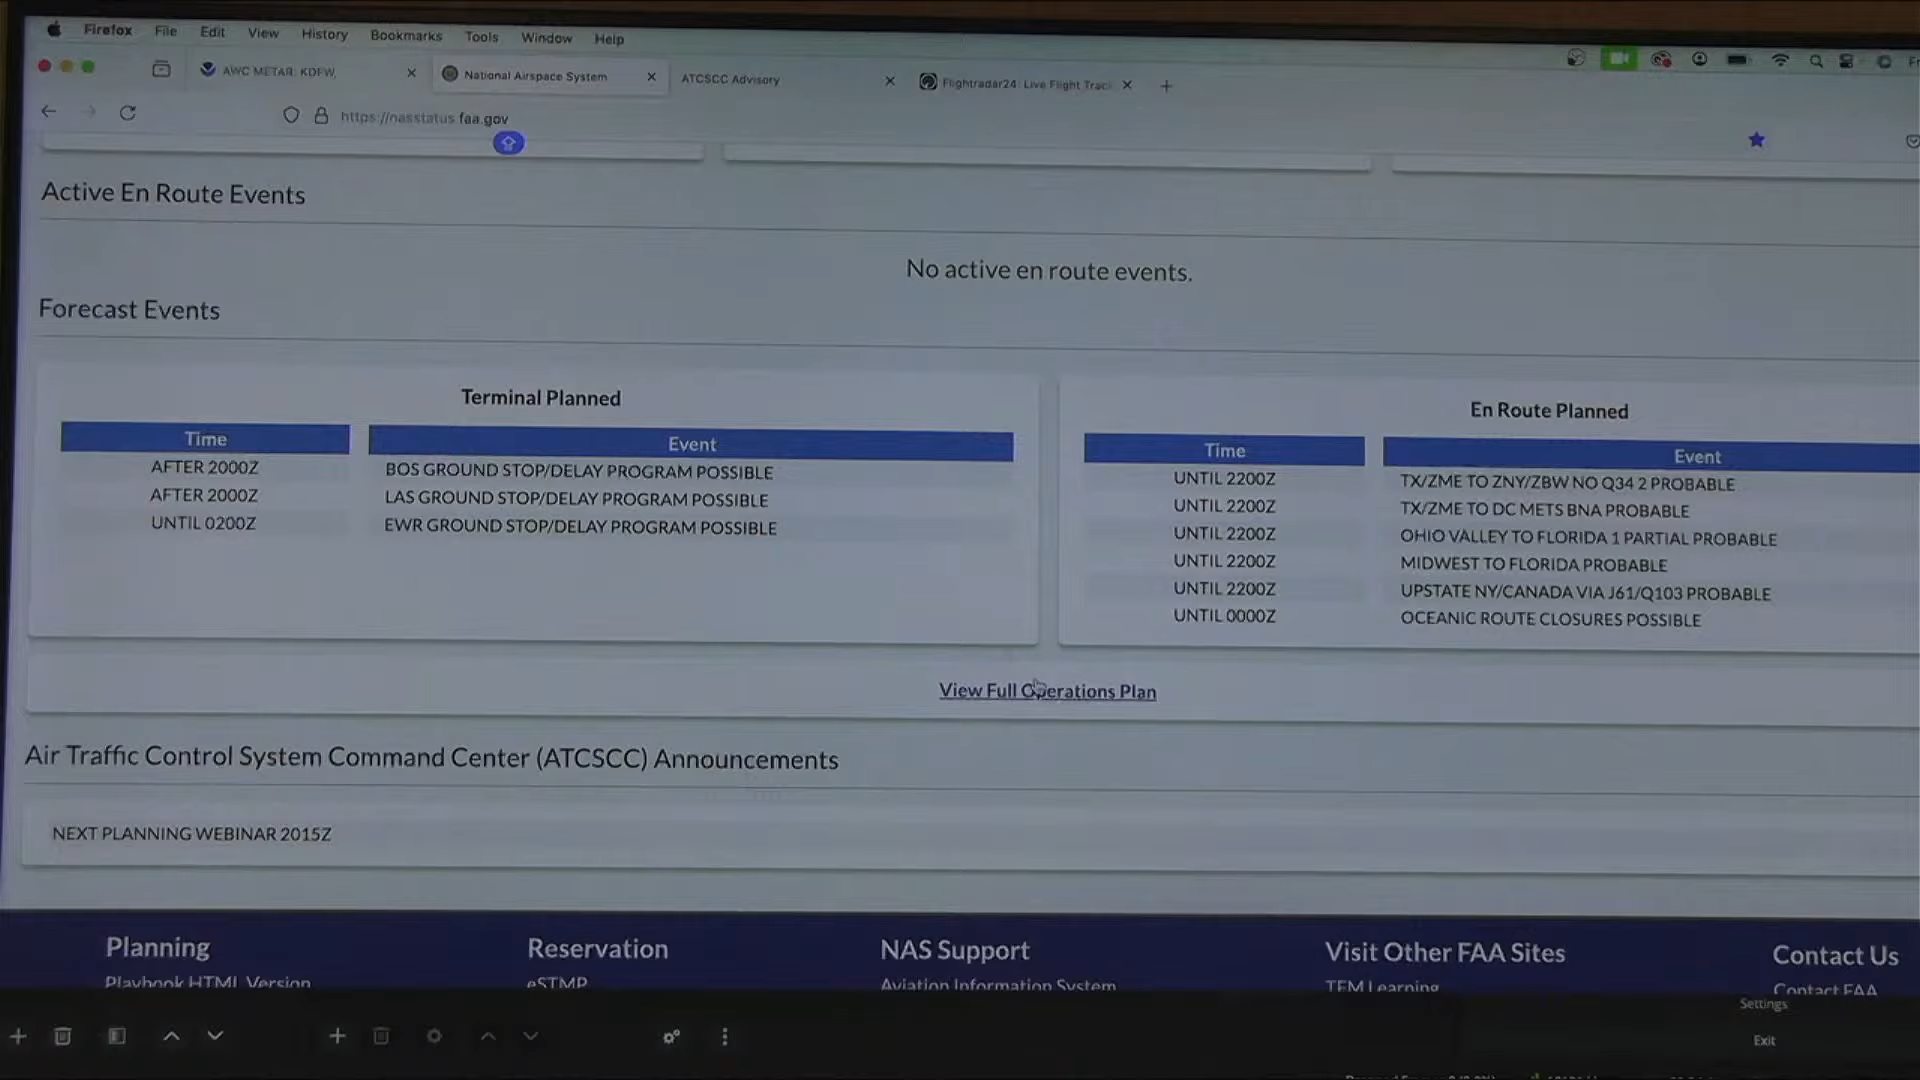 Firefox File Edit View History Bookmarks Tools Window Help
AWC METAR: KDFW,
National Airspace System
ATCSCC Advisory
Flightradar24: Live Flight Trac
https://nasstatus.faa.gov
Active En Route Events
No active en route events.
Forecast Events
Terminal Planned
Time Event
AFTER 2000Z BOS GROUND STOP/DELAY PROGRAM POSSIBLE
AFTER 2000Z LAS GROUND STOP/DELAY PROGRAM POSSIBLE
UNTIL 0200Z EWR GROUND STOP/DELAY PROGRAM POSSIBLE
En Route Planned
Time Event
UNTIL 2200Z TX/ZME TO ZNY/ZBW NO Q34 2 PROBABLE
UNTIL 2200Z TX/ZME TO DC METS BNA PROBABLE
UNTIL 2200Z OHIO VALLEY TO FLORIDA 1 PARTIAL PROBABLE
UNTIL 2200Z MIDWEST TO FLORIDA PROBABLE
UNTIL 2200Z UPSTATE NY/CANADA VIA J61/Q103 PROBABLE
UNTIL 0000Z OCEANIC ROUTE CLOSURES POSSIBLE
View Full Operations Plan
Air Traffic Control System Command Center (ATCSCC) Announcements
NEXT PLANNING WEBINAR 2015Z
Planning Reservation NAS Support Visit Other FAA Sites Contact Us
Playbook HTML Version eSTMP Aviation Information System TFM Learning Contact FAA
Settings
Exit